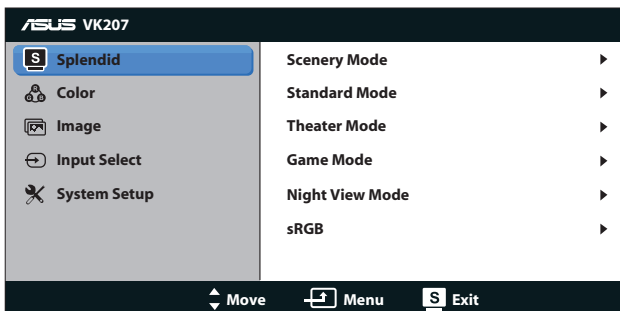 ASUS VK207
S Splendid
Color
Image
Input Select
System Setup
Scenery Mode
Standard Mode
Theater Mode
Game Mode
Night View Mode
sRGB
Move Menu S Exit